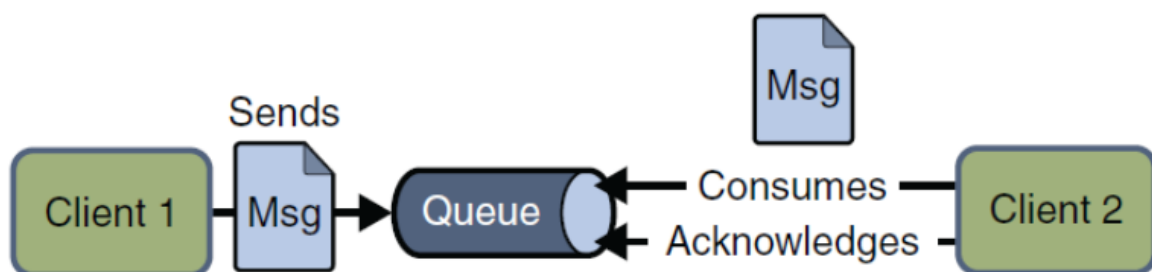 Msg
Sends
Client 1
Msg
Queue
Consumes
Acknowledges
Client 2